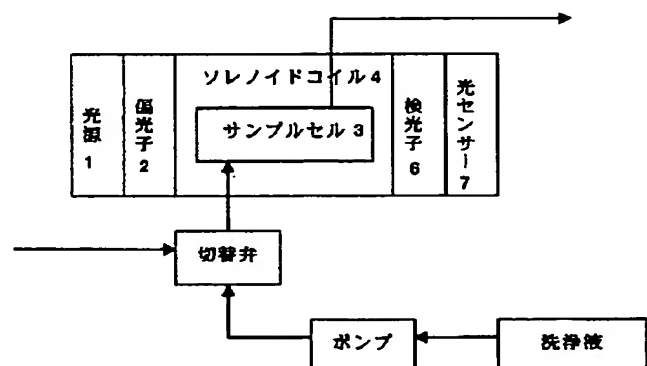 光源1
偏光子2
ソレノイドコイル4
サンプルセル3
検光子6
光センサー7
切替弁
ポンプ
洗浄液